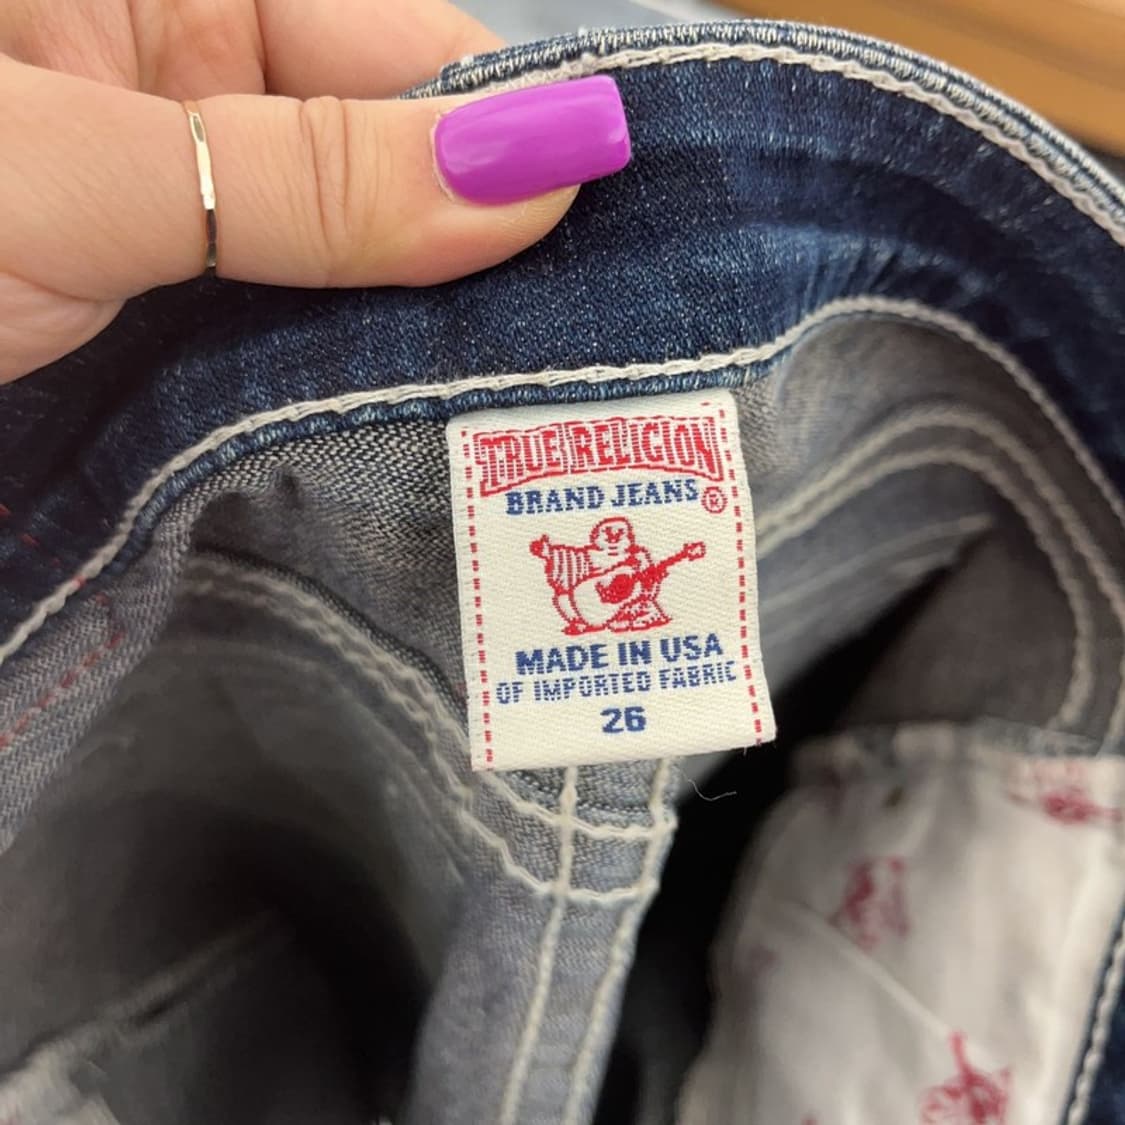 TRUE RELIGION
BRAND JEANS®
MADE IN USA
OF IMPORTED FABRIC
26